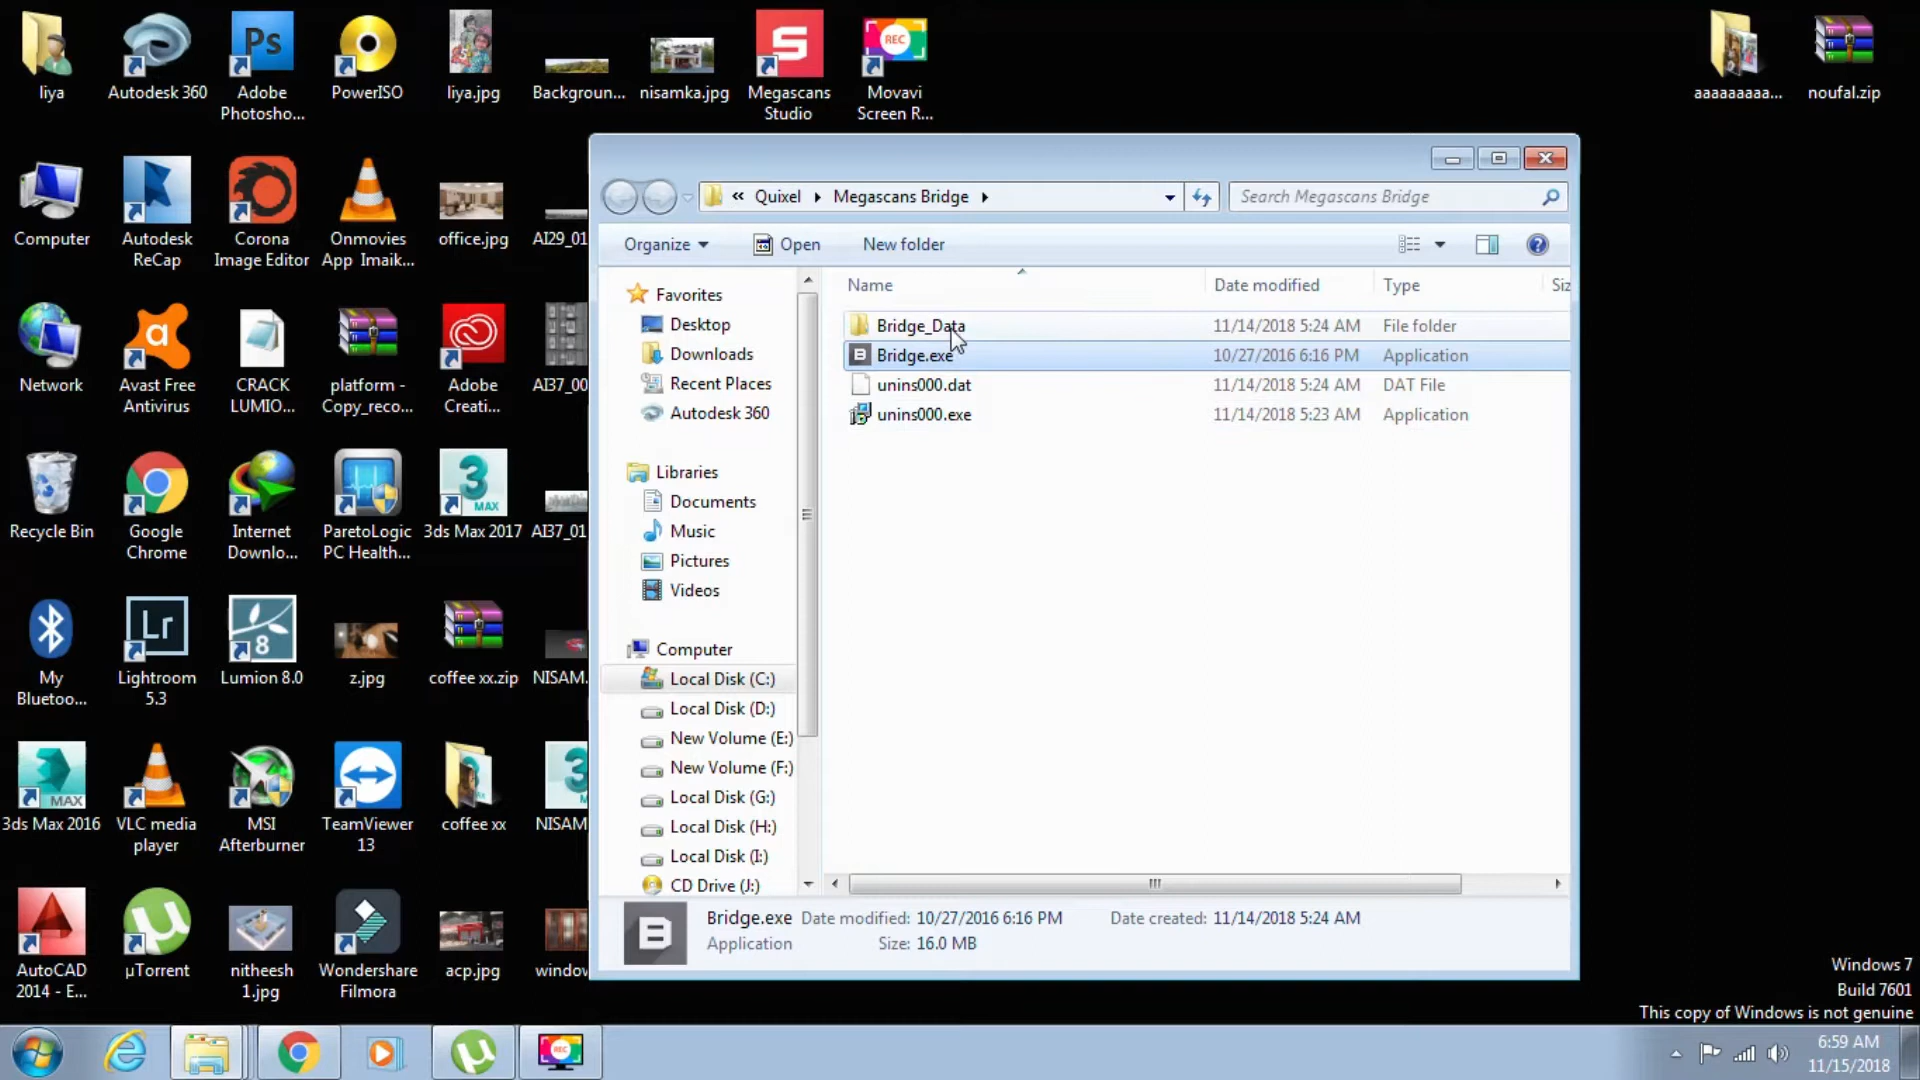 liya
Autodesk 360
Ps
Adobe
Photosho...
PowerISO
liya.jpg
Backgroun...
nisamka.jpg
S
Megascans
Studio
REC
Movavi
Screen R...
aaaaaaaaa...
noufal.zip
Computer
Autodesk
ReCap
Corona
Image Editor
Onmovies
App Imaik...
office.jpg
AI29_01
Network
Avast Free
Antivirus
CRACK
LUMIO...
platform -
Copy_reco...
Adobe
Creati...
AI37_00
Recycle Bin
Google
Chrome
Internet
Downlo...
ParetoLogic
PC Health...
3
MAX
3ds Max 2017
AI37_01
My
Bluetoo...
Lr
Lightroom
5.3
8
Lumion 8.0
z.jpg
coffee xx.zip
NISAM.
MAX
3ds Max 2016
VLC media
player
MSI
Afterburner
TeamViewer
13
coffee xx
NISAM
AutoCAD
2014 - E...
µTorrent
nitheesh
1.jpg
Wondershare
Filmora
acp.jpg
window
« Quixel Megascans Bridge
Search Megascans Bridge
Organize Open New folder
Favorites
Desktop
Downloads
Recent Places
Autodesk 360
Libraries
Documents
Music
Pictures
Videos
Computer
Local Disk (C:)
Local Disk (D:)
New Volume (E:)
New Volume (F:)
Local Disk (G:)
Local Disk (H:)
Local Disk (I:)
CD Drive (J:)
Name Date modified Type Siz
Bridge_Data 11/14/2018 5:24 AM File folder
Bridge.exe 10/27/2016 6:16 PM Application
unins000.dat 11/14/2018 5:24 AM DAT File
unins000.exe 11/14/2018 5:23 AM Application
Bridge.exe Date modified: 10/27/2016 6:16 PM Date created: 11/14/2018 5:24 AM
Application Size: 16.0 MB
Windows 7
Build 7601
This copy of Windows is not genuine
REC
6:59 AM
11/15/2018